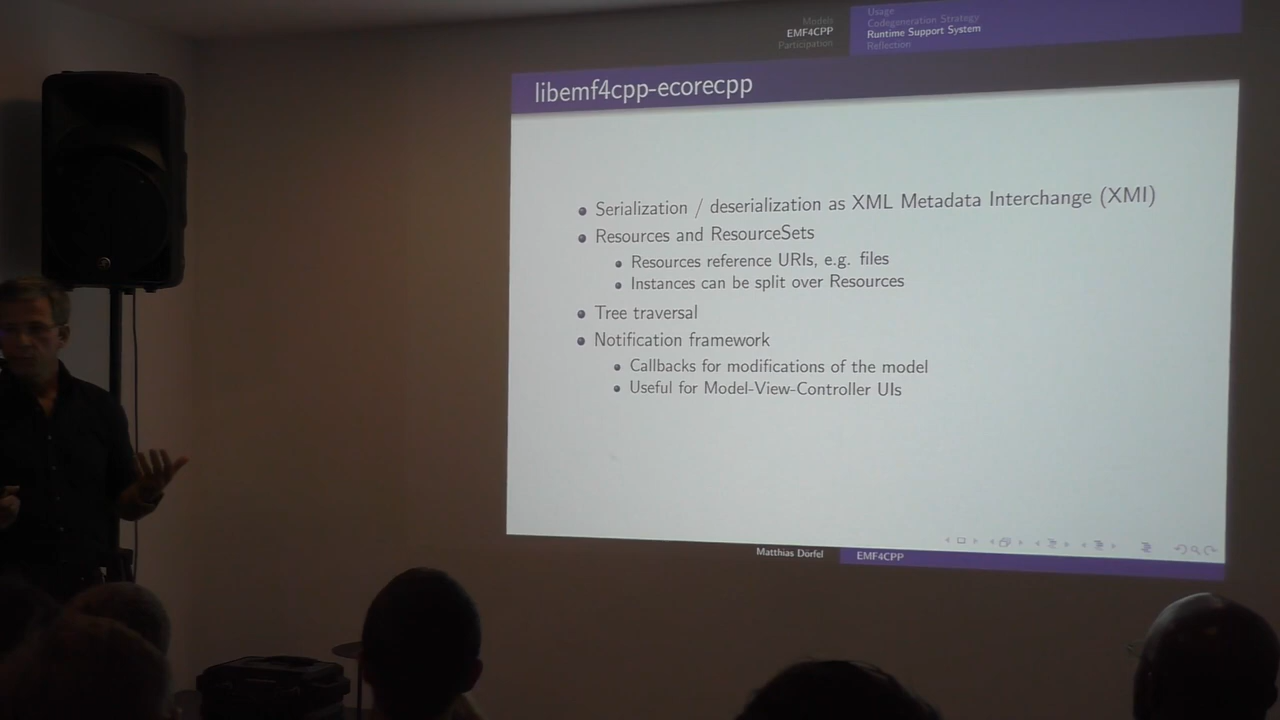 Models
EMF4CPP
Participation
Usage
Codegeneration Strategy
Runtime Support System
Reflection
libemf4cpp-ecorecpp
Serialization / deserialization as XML Metadata Interchange (XMI)
Resources and ResourceSets
Resources reference URIs, e.g. files
Instances can be split over Resources
Tree traversal
Notification framework
Callbacks for modifications of the model
Useful for Model-View-Controller UIs
Matthias Dörfel
EMF4CPP